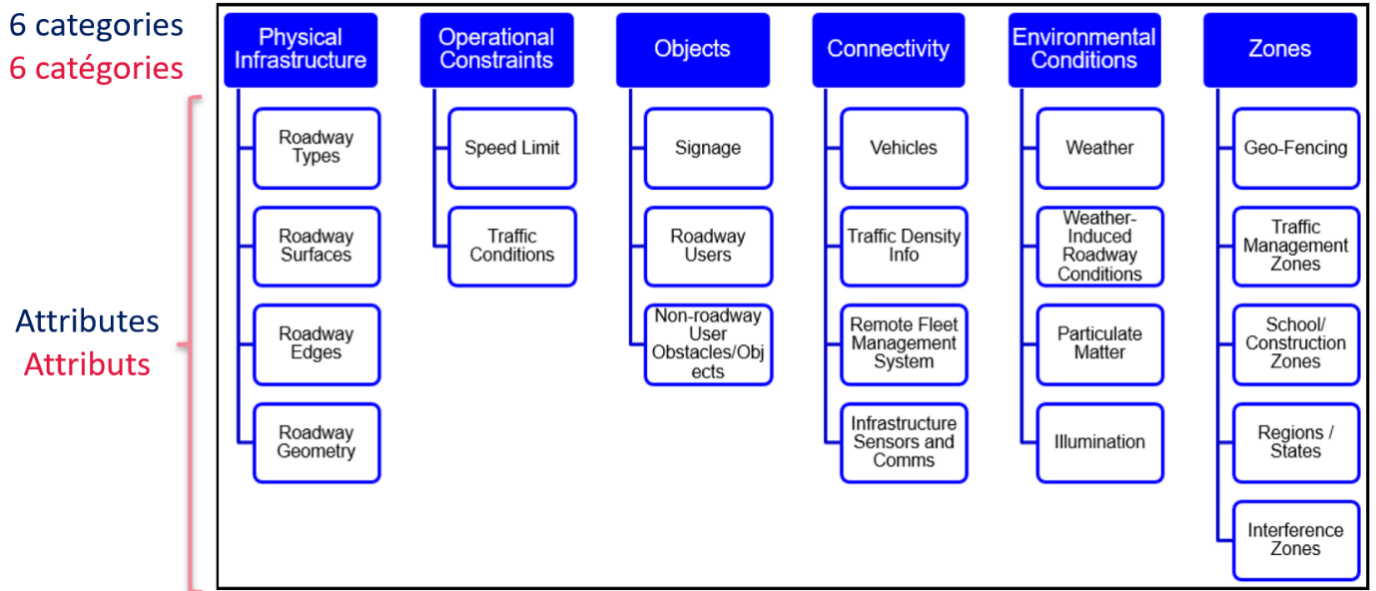 6 categories
6 catégories
Attributes
Attributs
Physical
Infrastructure
Roadway
Types
Roadway
Surfaces
Roadway
Edges
Roadway
Geometry
Operational
Constraints
Speed Limit
Traffic
Conditions
Objects
Signage
Roadway
Users
Non-roadway
User
Obstacles/Obj
ects
Connectivity
Vehicles
Traffic Density
Info
Remote Fleet
Management
System
Infrastructure
Sensors and
Comms
Environmental
Conditions
Weather
Weather-
Induced
Roadway
Conditions
Particulate
Matter
Illumination
Zones
Geo-Fencing
Traffic
Management
Zones
School/
Construction
Zones
Regions /
States
Interference
Zones